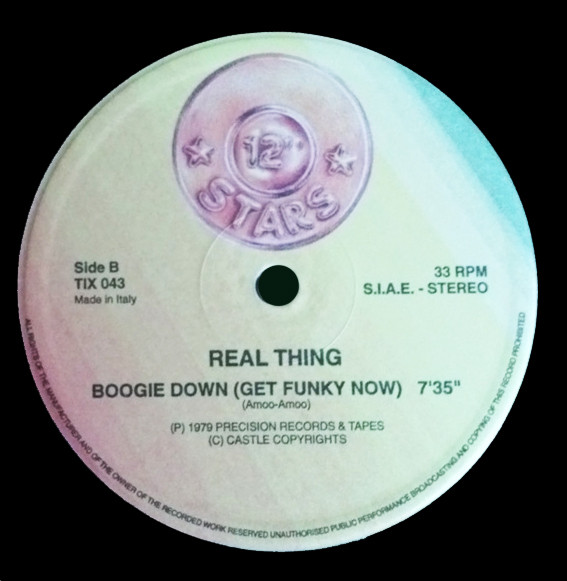 12"
STARS
Side B
TIX 043
Made in Italy
33 RPM
S.I.A.E. - STEREO
REAL THING
BOOGIE DOWN (GET FUNKY NOW) 7'35"
(Amoo-Amoo)
(P) 1979 PRECISION RECORDS & TAPES
(C) CASTLE COPYRIGHTS
ALL RIGHTS OF THE MANUFACTURER AND OF THE OWNER OF THE RECORDED WORK RESERVED UNAUTHORISED PUBLIC PERFORMANCE BROADCASTING AND COPYING OF THIS RECORD PROHIBITED